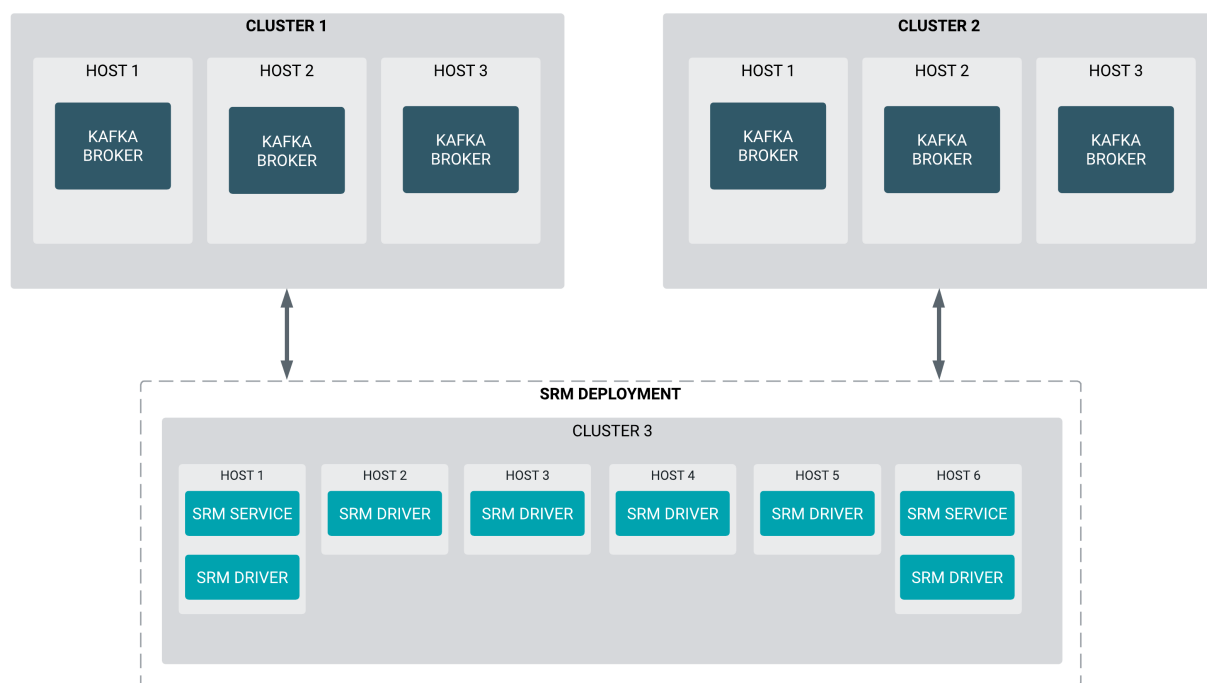 CLUSTER 1
HOST 1
KAFKA
BROKER
HOST 2
KAFKA
BROKER
HOST 3
KAFKA
BROKER
CLUSTER 2
HOST 1
KAFKA
BROKER
HOST 2
KAFKA
BROKER
HOST 3
KAFKA
BROKER
SRM DEPLOYMENT
CLUSTER 3
HOST 1
SRM SERVICE
SRM DRIVER
HOST 2
SRM DRIVER
HOST 3
SRM DRIVER
HOST 4
SRM DRIVER
HOST 5
SRM DRIVER
HOST 6
SRM SERVICE
SRM DRIVER